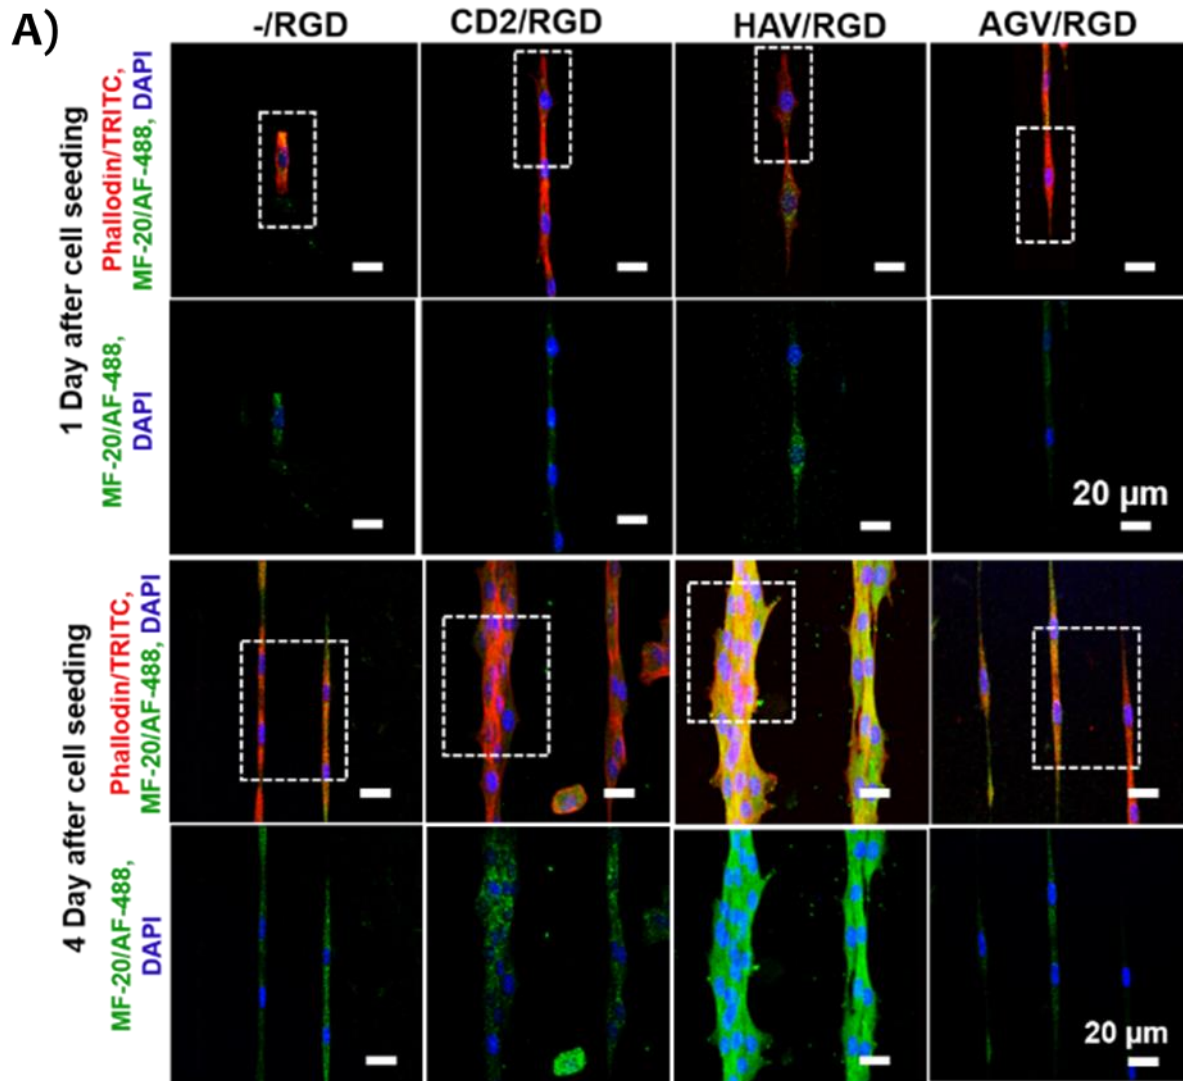 A)
-/RGD
CD2/RGD
HAV/RGD
AGV/RGD
1 Day after cell seeding
Phallodin/TRITC,
MF-20/AF-488, DAPI
MF-20/AF-488,
DAPI
20 µm
4 Day after cell seeding
Phallodin/TRITC,
MF-20/AF-488, DAPI
MF-20/AF-488,
DAPI
20 µm